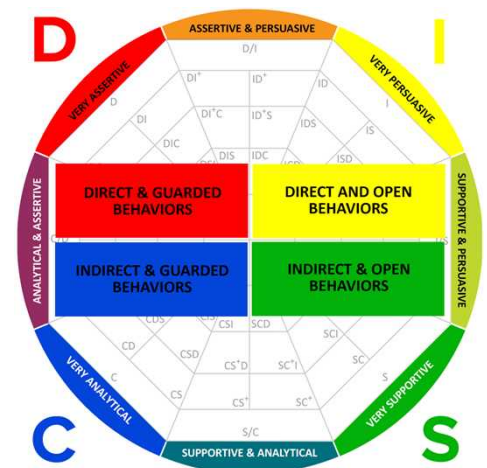 D
I
ASSERTIVE & PERSUASIVE
VERY ASSERTIVE
VERY PERSUASIVE
D/I
DI⁺
ID⁺
D
ID
I
DI
DI⁺C
ID⁺S
IDS
IS
DIC
DIS
IDC
ISD
ANALYTICAL & ASSERTIVE
SUPPORTIVE & PERSUASIVE
DIRECT & GUARDED
BEHAVIORS
DIRECT AND OPEN
BEHAVIORS
INDIRECT & GUARDED
BEHAVIORS
INDIRECT & OPEN
BEHAVIORS
CDS
CSI
SCD
SCI
CD
CSD
CS⁺D
SC⁺I
SC
C
CS
S
CS⁺
SC⁺
VERY ANALYTICAL
VERY SUPPORTIVE
S/C
C
S
SUPPORTIVE & ANALYTICAL